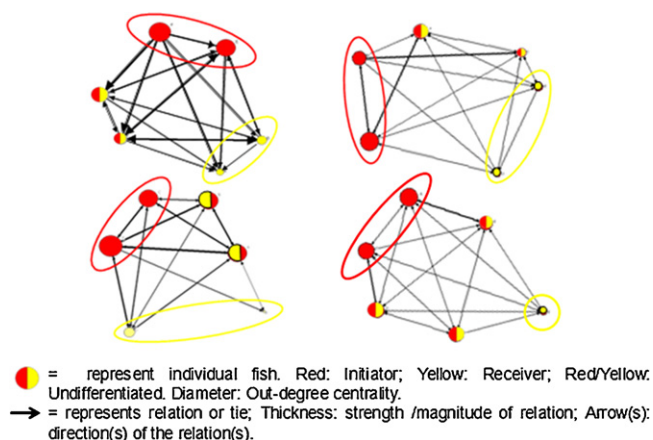 = represent individual fish. Red: Initiator; Yellow: Receiver; Red/Yellow:
Undifferentiated. Diameter: Out-degree centrality.
= represents relation or tie; Thickness: strength /magnitude of relation; Arrow(s):
direction(s) of the relation(s).